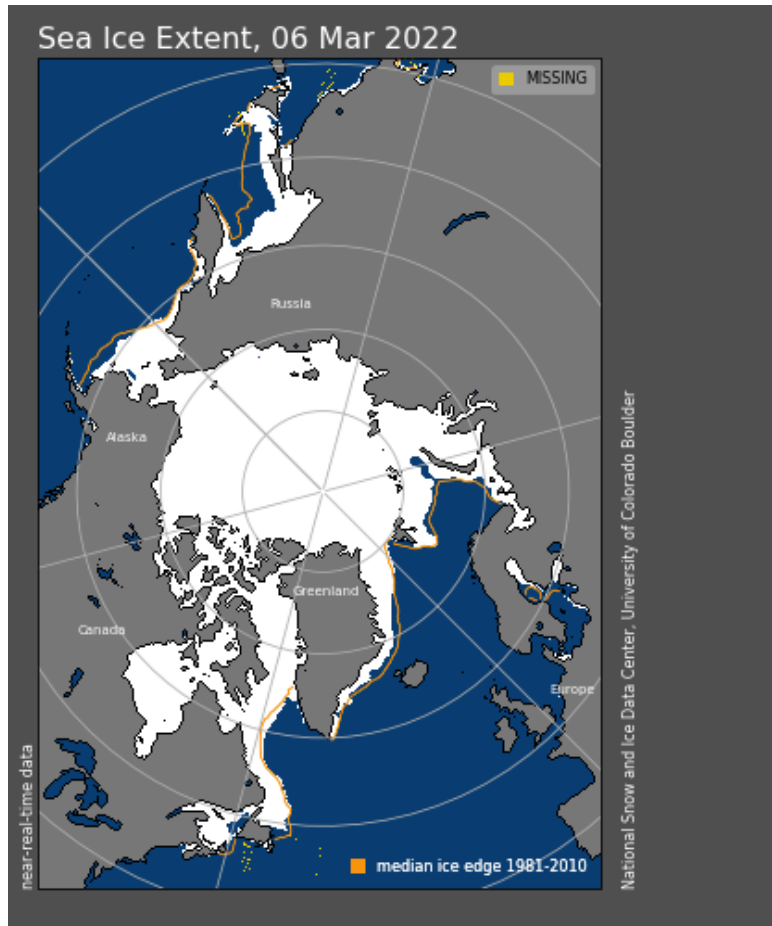 Sea Ice Extent, 06 Mar 2022
MISSING
Russia
Alaska
Greenland
Canada
Europe
near-real-time data
National Snow and Ice Data Center, University of Colorado Boulder
median ice edge 1981-2010